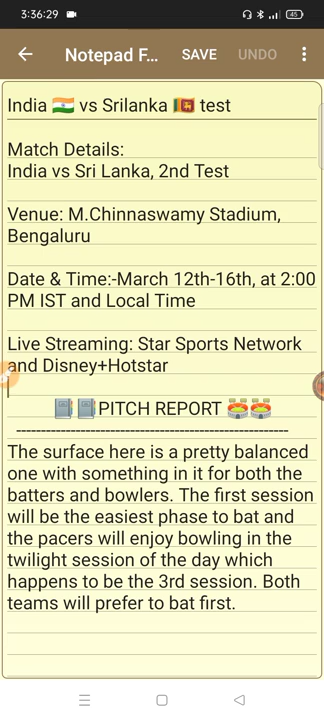 3:36:29 45
Notepad F... SAVE UNDO
India 🇮🇳 vs Srilanka 🇱🇰 test
Match Details:
India vs Sri Lanka, 2nd Test
Venue: M.Chinnaswamy Stadium,
Bengaluru
Date & Time:-March 12th-16th, at 2:00
PM IST and Local Time
Live Streaming: Star Sports Network
and Disney+Hotstar
PITCH REPORT
--------------------------------------------------
The surface here is a pretty balanced
one with something in it for both the
batters and bowlers. The first session
will be the easiest phase to bat and
the pacers will enjoy bowling in the
twilight session of the day which
happens to be the 3rd session. Both
teams will prefer to bat first.